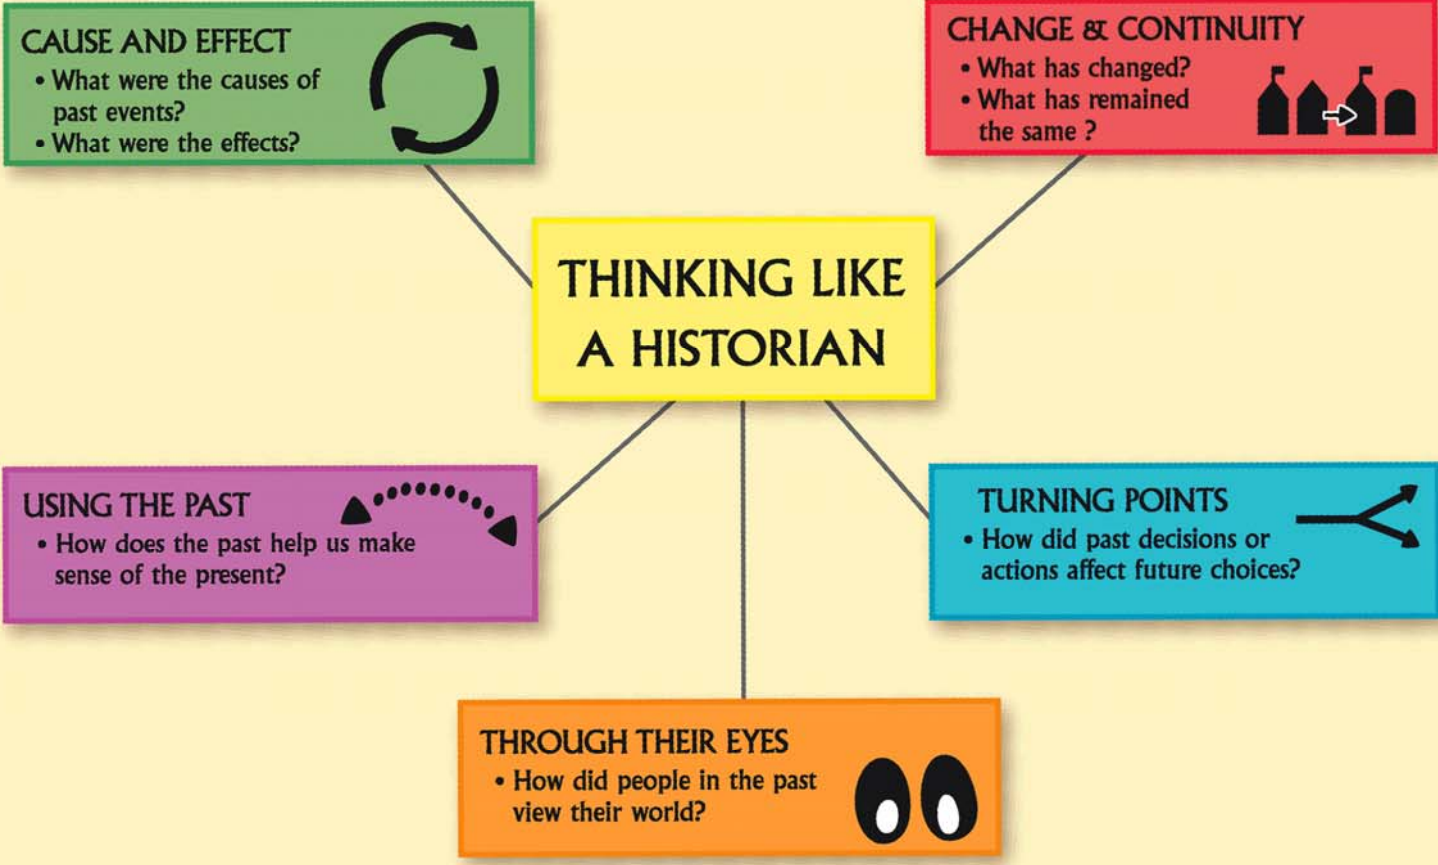 CAUSE AND EFFECT
• What were the causes of
past events?
• What were the effects?
CHANGE & CONTINUITY
• What has changed?
• What has remained
the same ?
THINKING LIKE
A HISTORIAN
USING THE PAST
• How does the past help us make
sense of the present?
TURNING POINTS
• How did past decisions or
actions affect future choices?
THROUGH THEIR EYES
• How did people in the past
view their world?